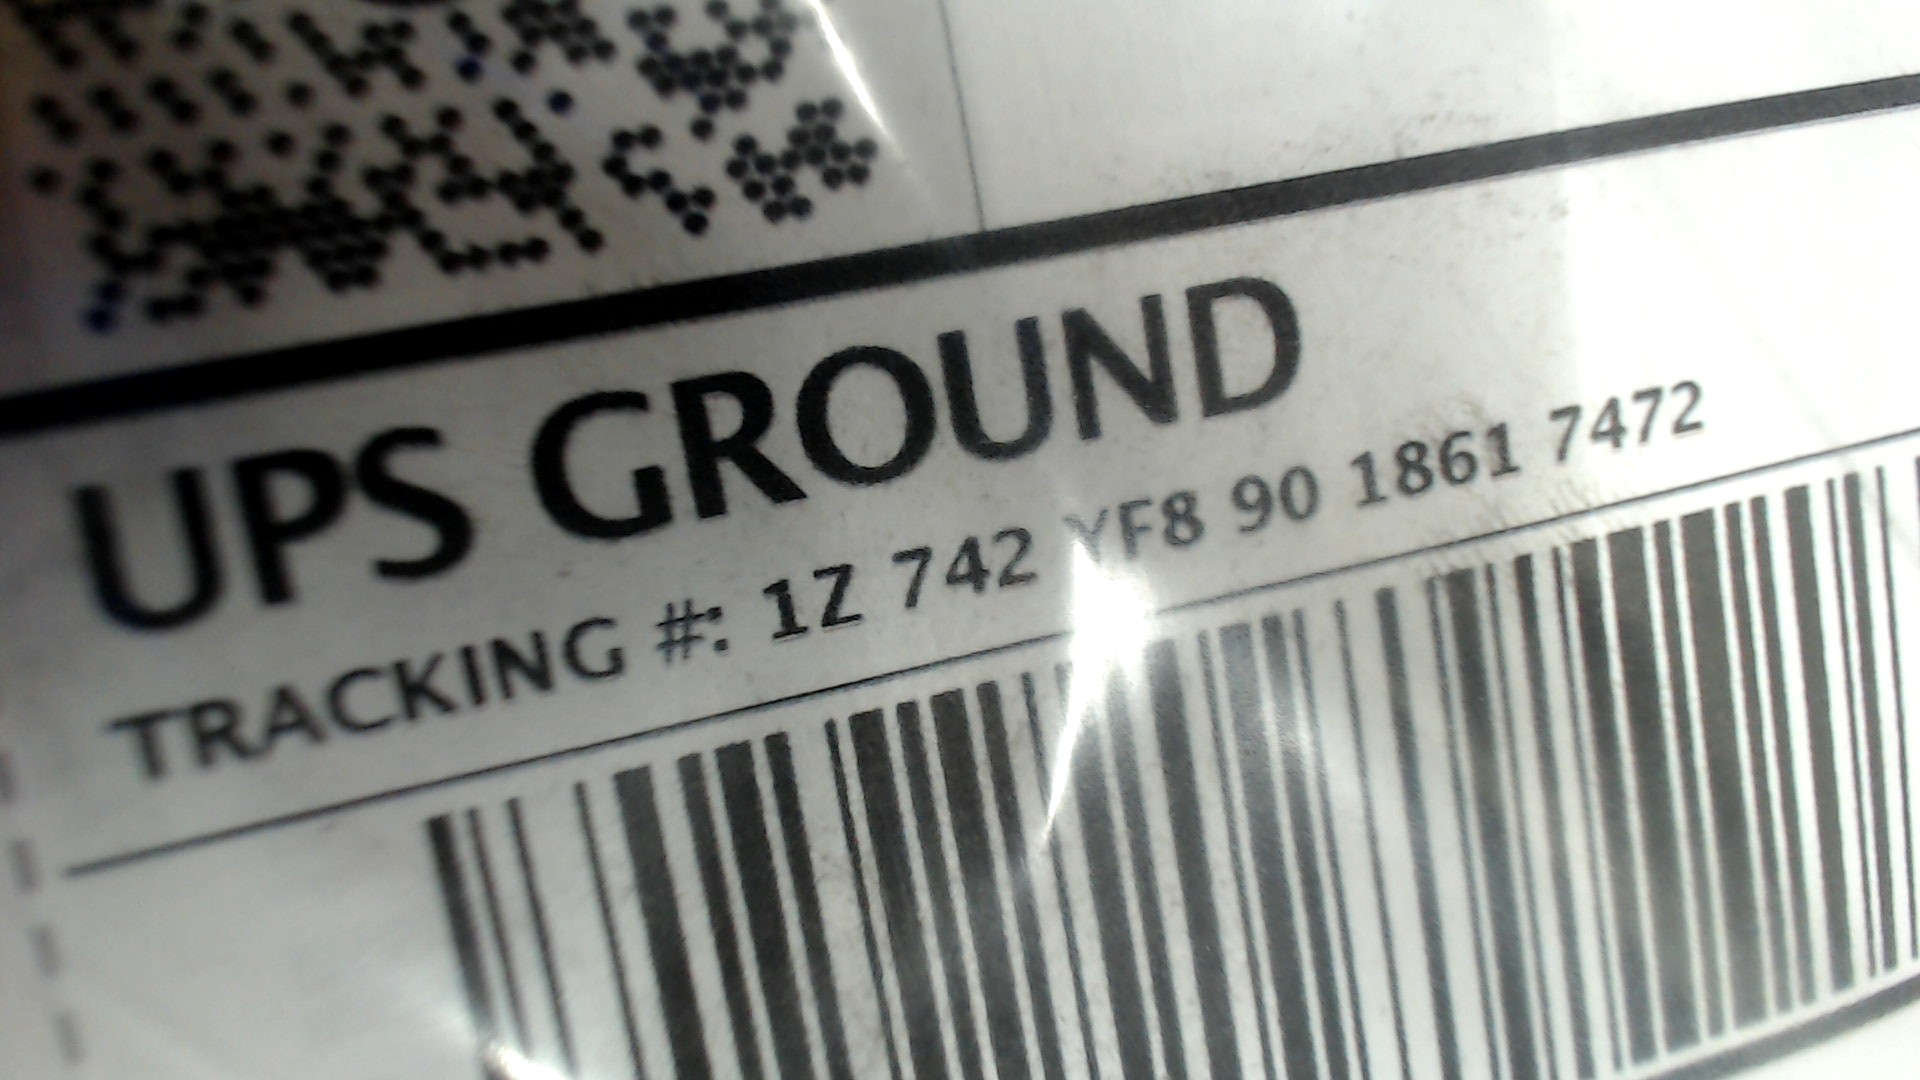 UPS GROUND
TRACKING #: 1Z 742 YF8 90 1861 7472